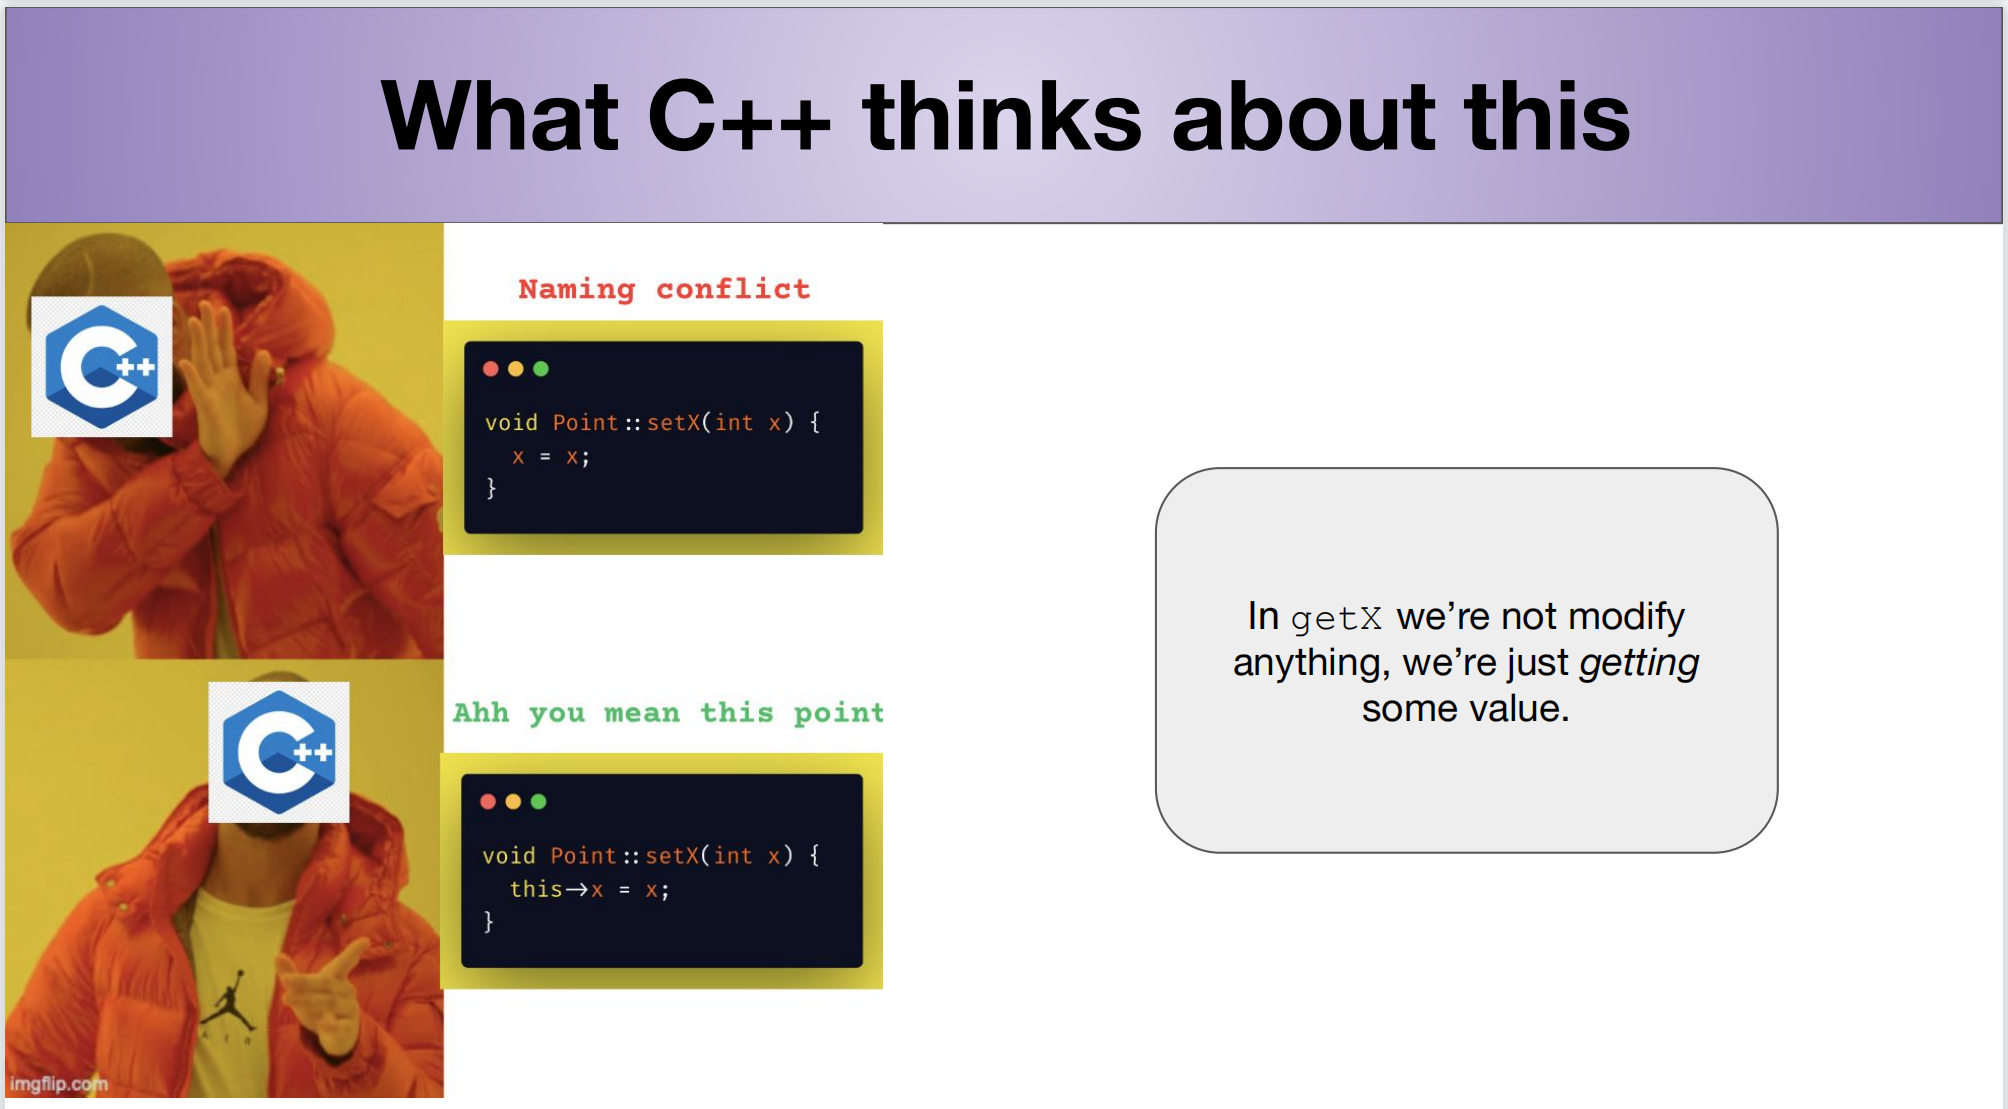 What C++ thinks about this
Naming conflict
C++
void Point::setX(int x) {
x = x;
}
Ahh you mean this point
C++
void Point::setX(int x) {
this→x = x;
}
AIR
imgflip.com
In getX we're not modify
anything, we're just getting
some value.